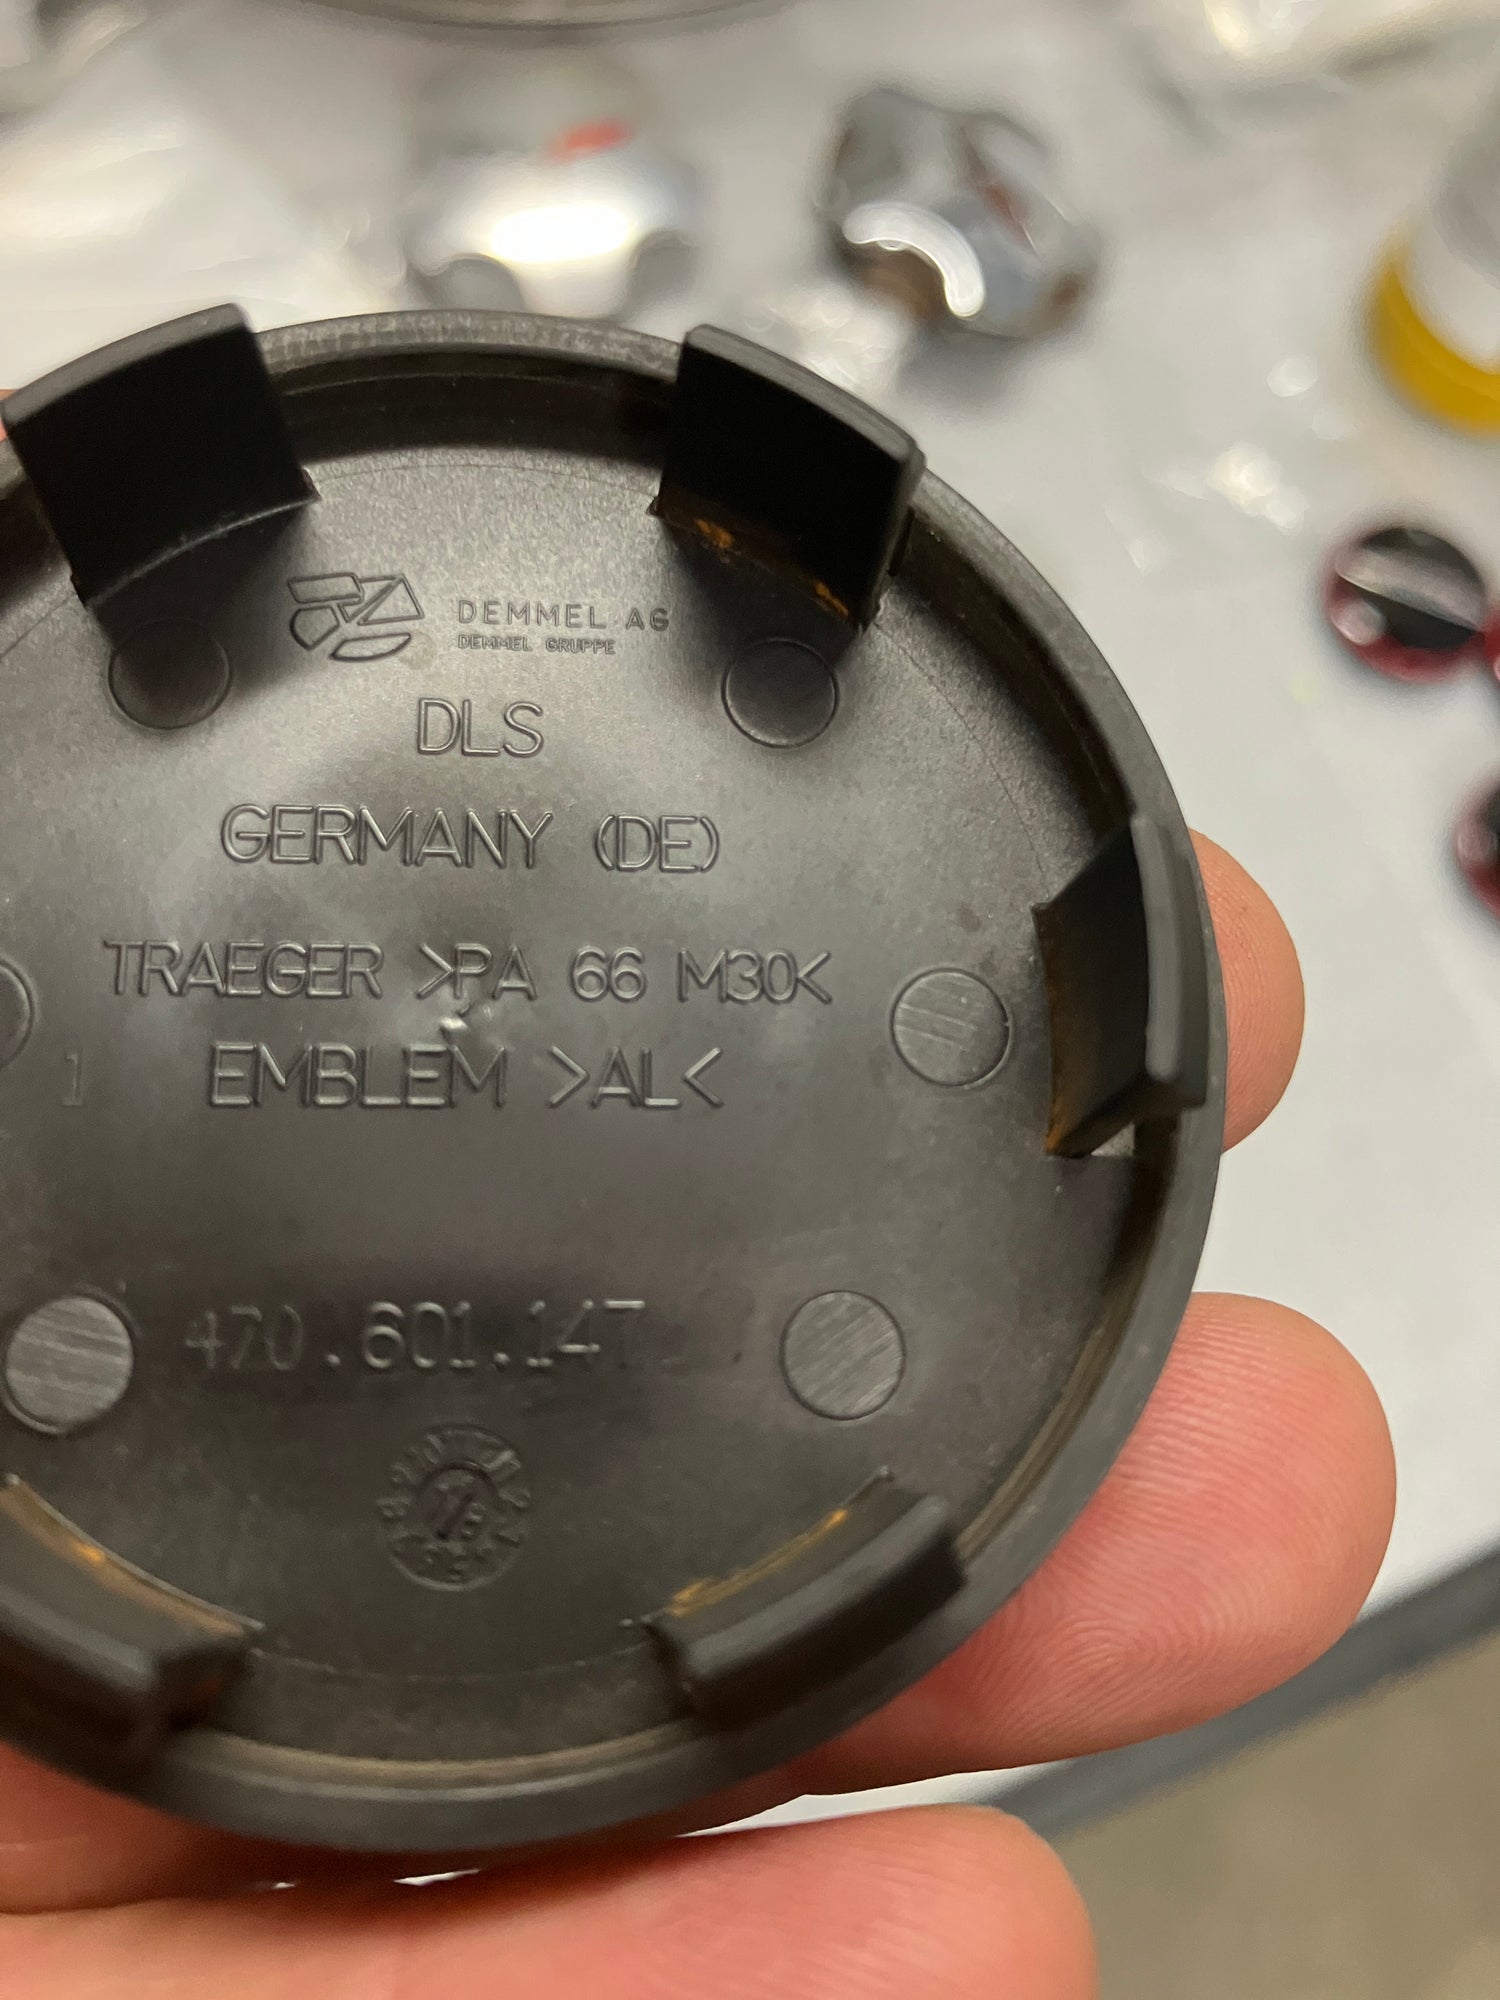 DEMMEL AG
DEMMEL GRUPPE
DLS
GERMANY (DE)
TRAEGER >PA 66 M30<
EMBLEM >AL<
1
470.601.147